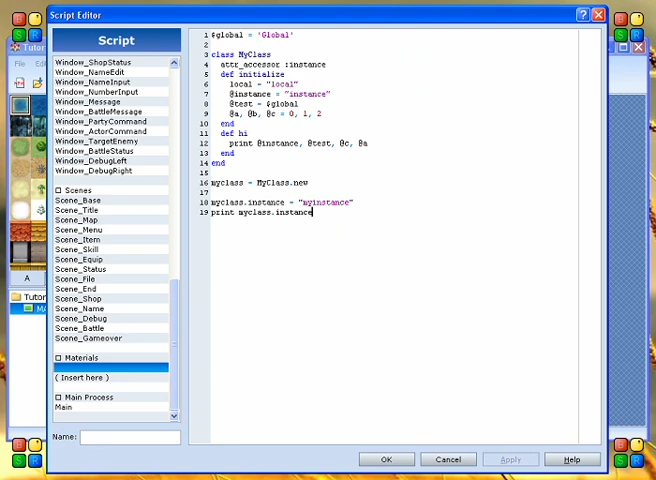 Script Editor
Tutor
File
Script
Window_ShopStatus
Window_NameEdit
Window_NameInput
Window_NumberInput
Window_Message
Window_BattleMessage
Window_PartyCommand
Window_ActorCommand
Window_TargetEnemy
Window_BattleStatus
Window_DebugLeft
Window_DebugRight
Scenes
Scene_Base
Scene_Title
Scene_Map
Scene_Menu
Scene_Item
Scene_Skill
Scene_Equip
Scene_Status
Scene_File
Scene_End
Scene_Shop
Scene_Name
Scene_Debug
Scene_Battle
Scene_Gameover
Materials
( Insert here )
Main Process
Main
Name:
1 $global = 'Global'
2
3 class MyClass
4 attr_accessor :instance
5 def initialize
6 local = "local"
7 @instance = "instance"
8 @test = $global
9 @a, @b, @c = 0, 1, 2
10 end
11 def hi
12 print @instance, @test, @c, @a
13 end
14 end
15
16 myclass = MyClass.new
17
18 myclass.instance = "myinstance"
19 print myclass.instance
A
Tutor
OK
Cancel
Apply
Help